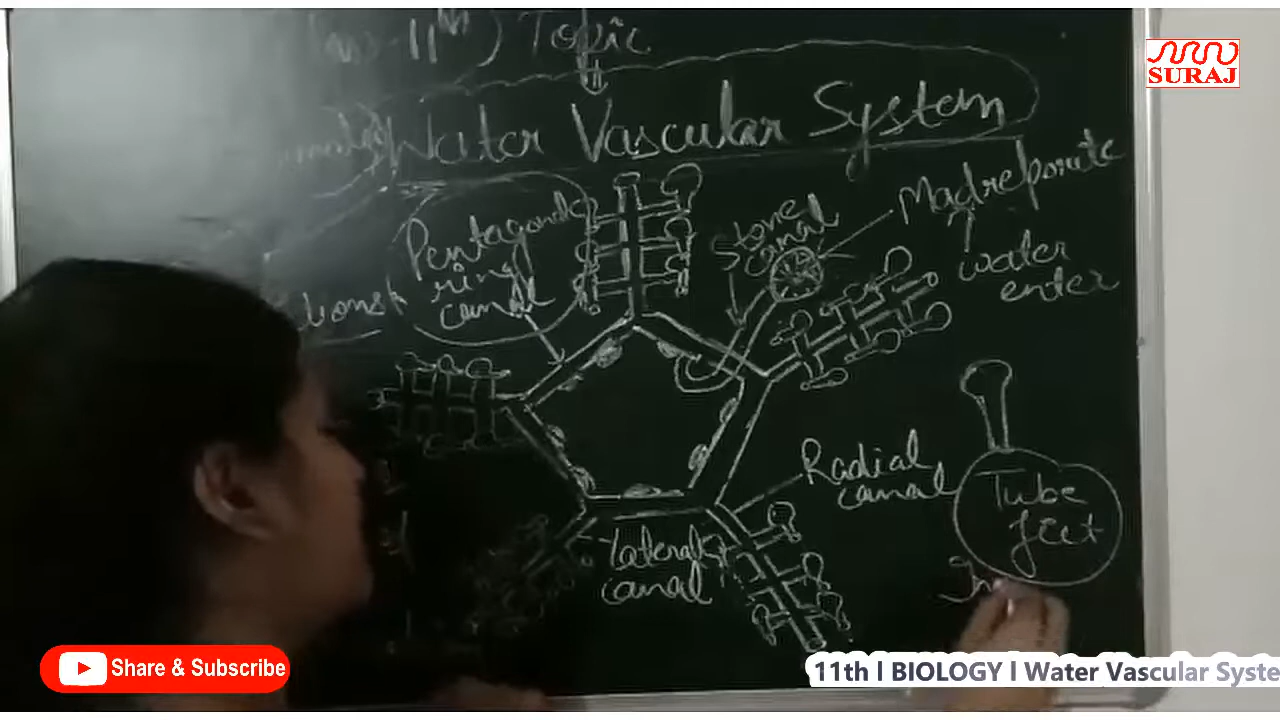 11th) Topic
Water Vascular System
SURAJ
Pentagonal
ring
canal
Stone
canal
Madreporite
water
enter
Radial
canal
Tube
feet
Lateral
canal
Share & Subscribe
11th l BIOLOGY l Water Vascular Syste